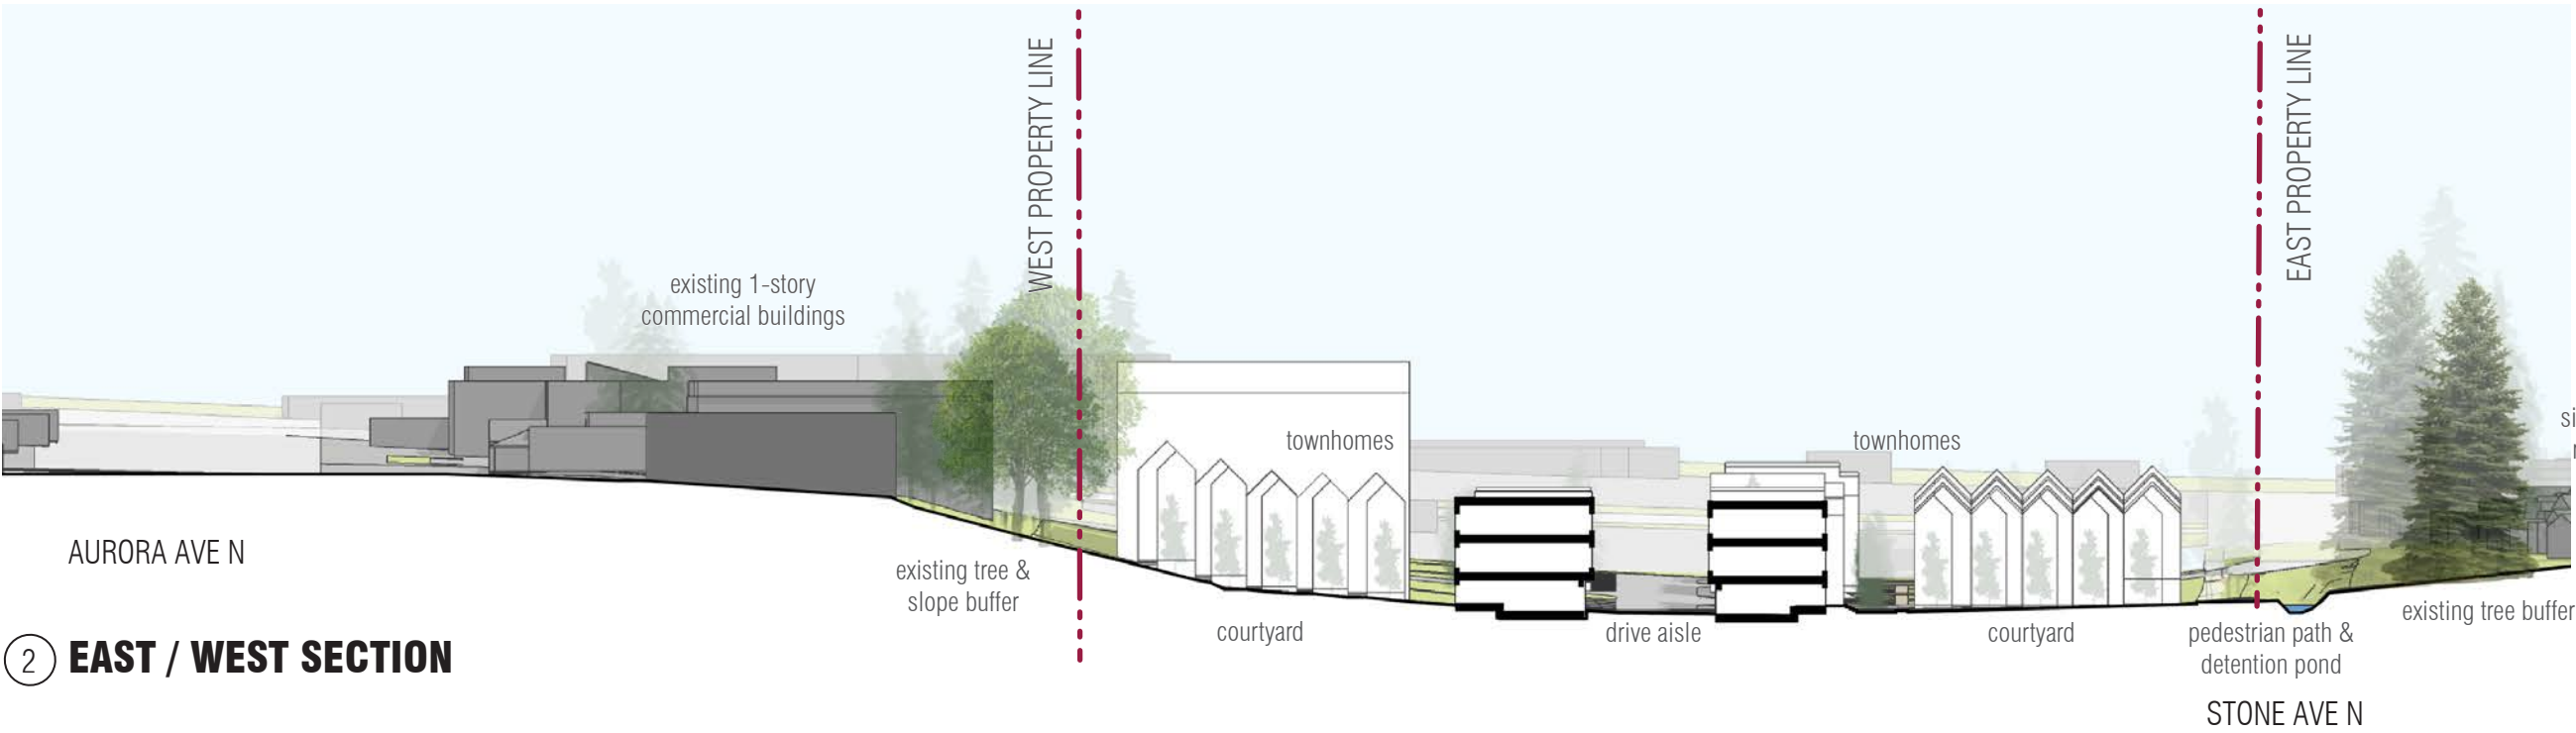 WEST PROPERTY LINE
EAST PROPERTY LINE
existing 1-story
commercial buildings
townhomes
townhomes
AURORA AVE N
existing tree &
slope buffer
courtyard
drive aisle
courtyard
pedestrian path &
detention pond
existing tree buffer
2 EAST / WEST SECTION
STONE AVE N